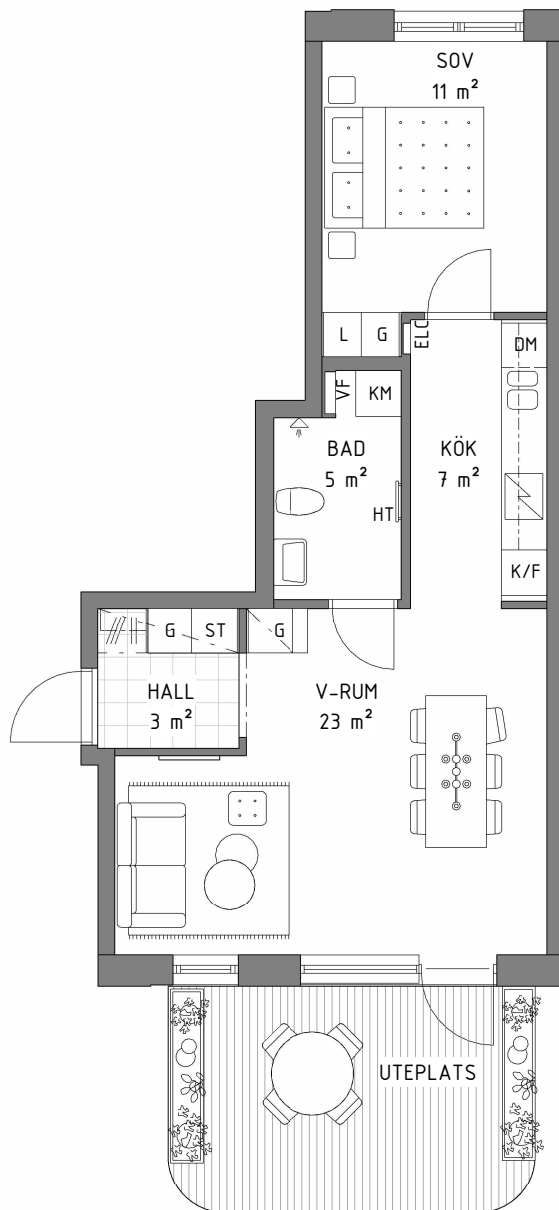 SOV
11 m²
L
G
ELC
DM
VF
KM
BAD
5 m²
KÖK
7 m²
HT
K/F
G
ST
G
HALL
3 m²
V-RUM
23 m²
UTEPLATS